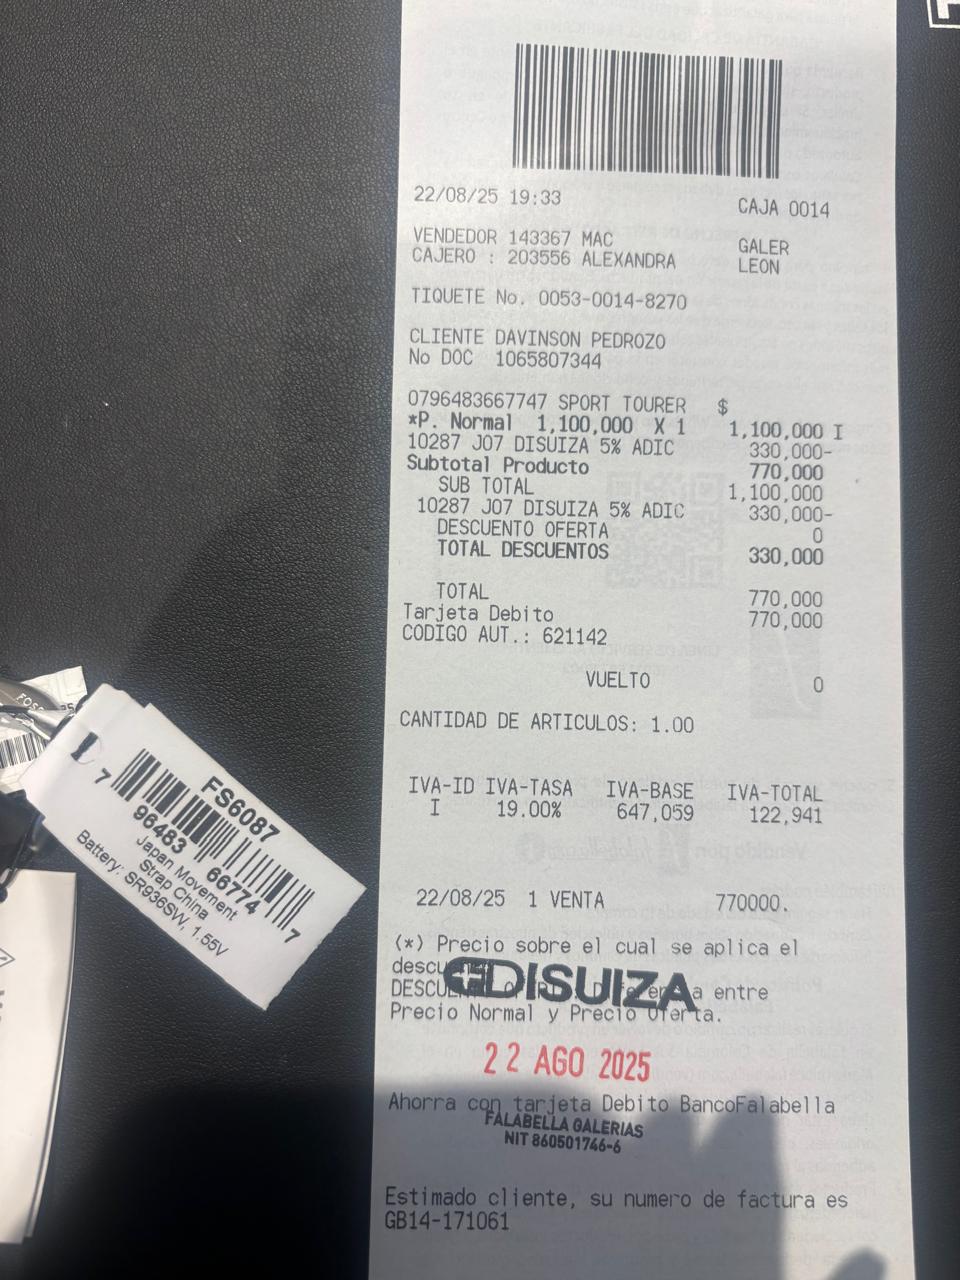 22/08/25 19:33 CAJA 0014
VENDEDOR 143367 MAC GALER
CAJERO : 203556 ALEXANDRA LEON
TIQUETE No. 0053-0014-8270
CLIENTE DAVINSON PEDROZO
No DOC 1065807344
0796483667747 SPORT TOURER $
*P. Normal 1,100,000 X 1 1,100,000 I
10287 J07 DISUIZA 5% ADIC 330,000-
Subtotal Producto 770,000
SUB TOTAL 1,100,000
10287 J07 DISUIZA 5% ADIC 330,000-
DESCUENTO OFERTA 0
TOTAL DESCUENTOS 330,000
TOTAL 770,000
Tarjeta Debito 770,000
CODIGO AUT.: 621142
VUELTO 0
CANTIDAD DE ARTICULOS: 1.00
IVA-ID IVA-TASA IVA-BASE IVA-TOTAL
I 19.00% 647,059 122,941
22/08/25 1 VENTA 770000.
(*) Precio sobre el cual se aplica el
descuento
DISUIZA
DESCUENTO OFERTA: Diferencia entre
Precio Normal y Precio Oferta.
22 AGO 2025
Ahorra con tarjeta Debito BancoFalabella
FALABELLA GALERIAS
NIT 860501746-6
Estimado cliente, su numero de factura es
GB14-171061
FS6087
7 96483 66774 7
Japan Movement
Strap China
Battery: SR936SW, 1.55V